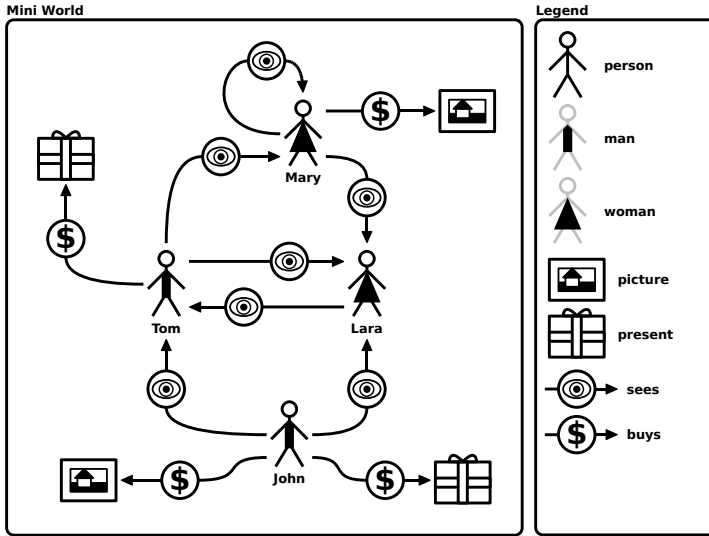 Mini World
Legend
person
man
Mary
woman
$
$
picture
Tom
Lara
present
sees
$
buys
$
$
John